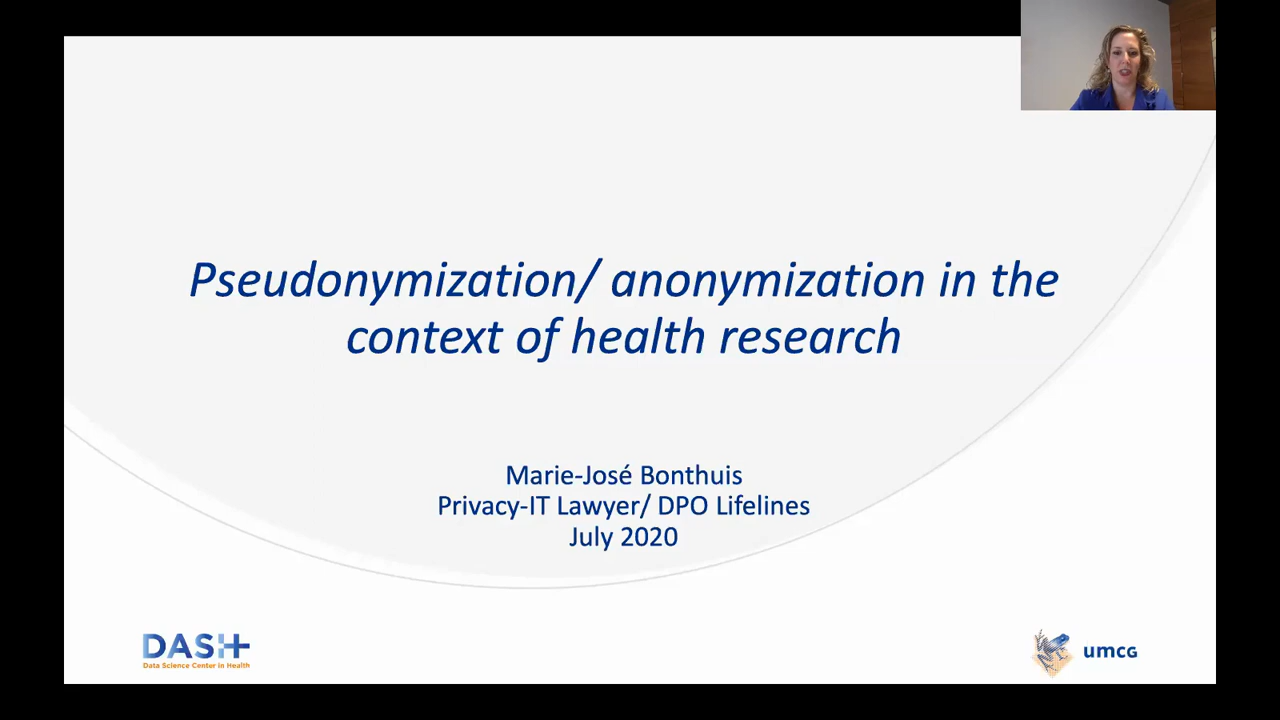 Pseudonymization/ anonymization in the
context of health research
Marie-José Bonthuis
Privacy-IT Lawyer/ DPO Lifelines
July 2020
DASH
Data Science Center in Health
umcg